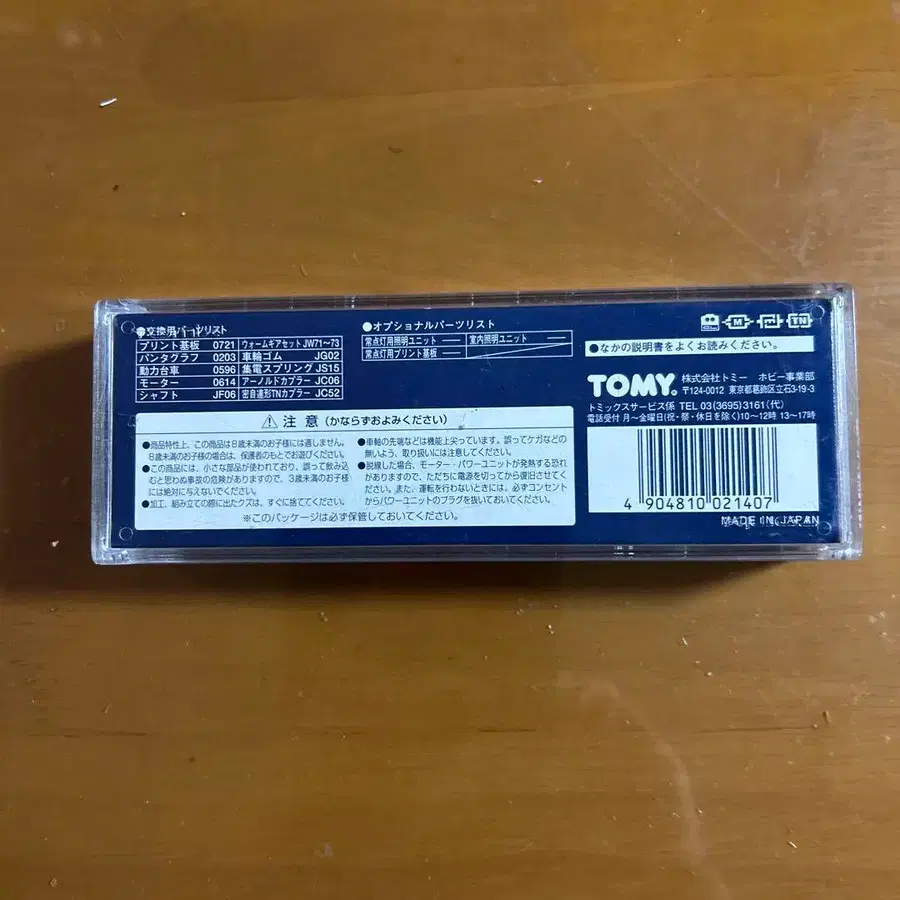 ●交換用パーツリスト
プリント基板 0721 ウォームギアセット JW71～73
パンタグラフ 0203 車輪ゴム JG02
動力台車 0596 集電スプリング JS15
モーター 0614 アーノルドカプラー JC06
シャフト JF06 密自連形TNカプラー JC52
●オプショナルパーツリスト
常点灯用照明ユニット ── 室内照明ユニット ──
常点灯用プリント基板 ──
⚠ 注 意 (かならずおよみください)
●商品特性上、この商品は8歳未満のお子様には適しません。
8歳未満のお子様の場合は、保護者のもとでお遊びください。
●この商品には、小さな部品が使われており、誤って飲み込
むと思わぬ事故の危険がありますので、3歳未満のお子様
には絶対に与えないでください。
●加工、組み立ての際に出たクズは、すぐに捨ててください。
●車輪の先端などは機能上尖っています。誤ってケガなどの
無いよう、取り扱いには注意してください。
●脱線した場合、モーター・パワーユニットが発熱する恐れ
がありますので、ただちに電源を切ってから復旧させてく
ださい。また、運転を行わないときには、必ずコンセント
からパワーユニットのプラグを抜いておいてください。
※このパッケージは必ず保管しておいてください。
M TN
●なかの説明書をよくお読みください。
TOMY. 株式会社トミー ホビー事業部
〒124-0012 東京都葛飾区立石3-19-3
トミックスサービス係 TEL 03(3695)3161(代)
電話受付 月～金曜日(祝・祭・休日を除く)10～12時 13～17時
4 904810 021407
MADE IN JAPAN